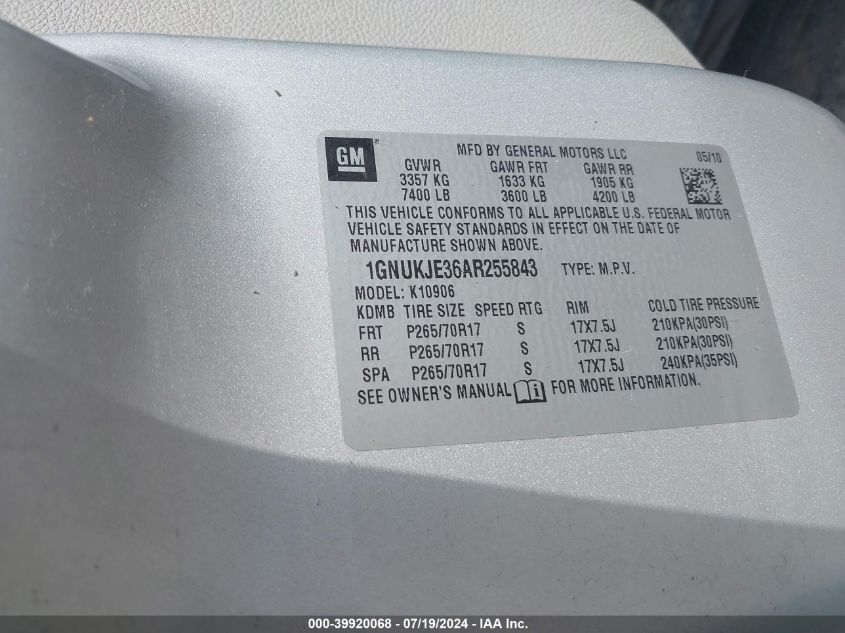 GM MFD BY GENERAL MOTORS LLC 05/10
GVWR GAWR FRT GAWR RR
3357 KG 1633 KG 1905 KG
7400 LB 3600 LB 4200 LB
THIS VEHICLE CONFORMS TO ALL APPLICABLE U.S. FEDERAL MOTOR
VEHICLE SAFETY STANDARDS IN EFFECT ON THE DATE OF
MANUFACTURE SHOWN ABOVE.
1GNUKJE36AR255843 TYPE: M.P.V.
MODEL: K10906
KDMB TIRE SIZE SPEED RTG RIM COLD TIRE PRESSURE
FRT P265/70R17 S 17X7.5J 210KPA(30PSI)
RR P265/70R17 S 17X7.5J 210KPA(30PSI)
SPA P265/70R17 S 17X7.5J 240KPA(35PSI)
SEE OWNER'S MANUAL FOR MORE INFORMATION.
000-39920068 - 07/19/2024 - IAA Inc.